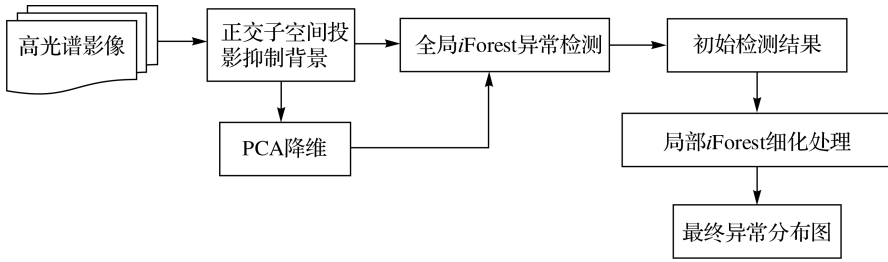 高光谱影像
正交子空间投
影抑制背景
全局iForest异常检测
初始检测结果
PCA降维
局部iForest细化处理
最终异常分布图